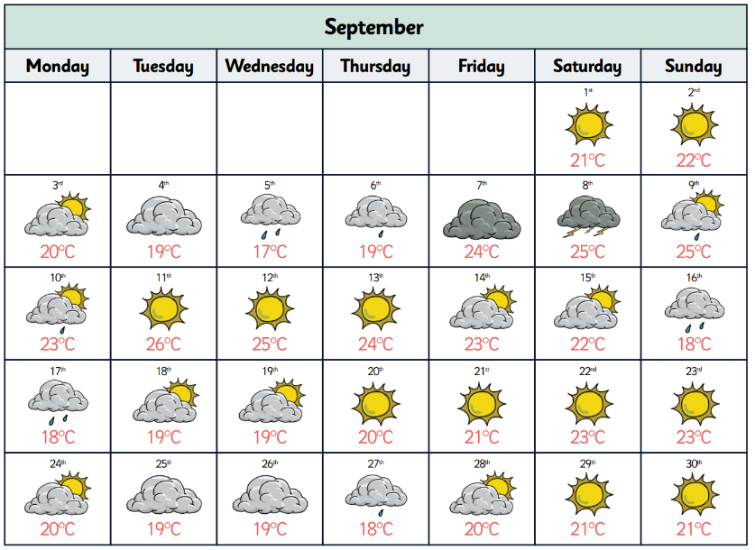 September
Monday Tuesday Wednesday Thursday Friday Saturday Sunday
1st 2nd
21°C 22°C
3rd 4th 5th 6th 7th 8th 9th
20°C 19°C 17°C 19°C 24°C 25°C 25°C
10th 11th 12th 13th 14th 15th 16th
23°C 26°C 25°C 24°C 23°C 22°C 18°C
17th 18th 19th 20th 21st 22nd 23rd
18°C 19°C 19°C 20°C 21°C 23°C 23°C
24th 25th 26th 27th 28th 29th 30th
20°C 19°C 19°C 18°C 20°C 21°C 21°C